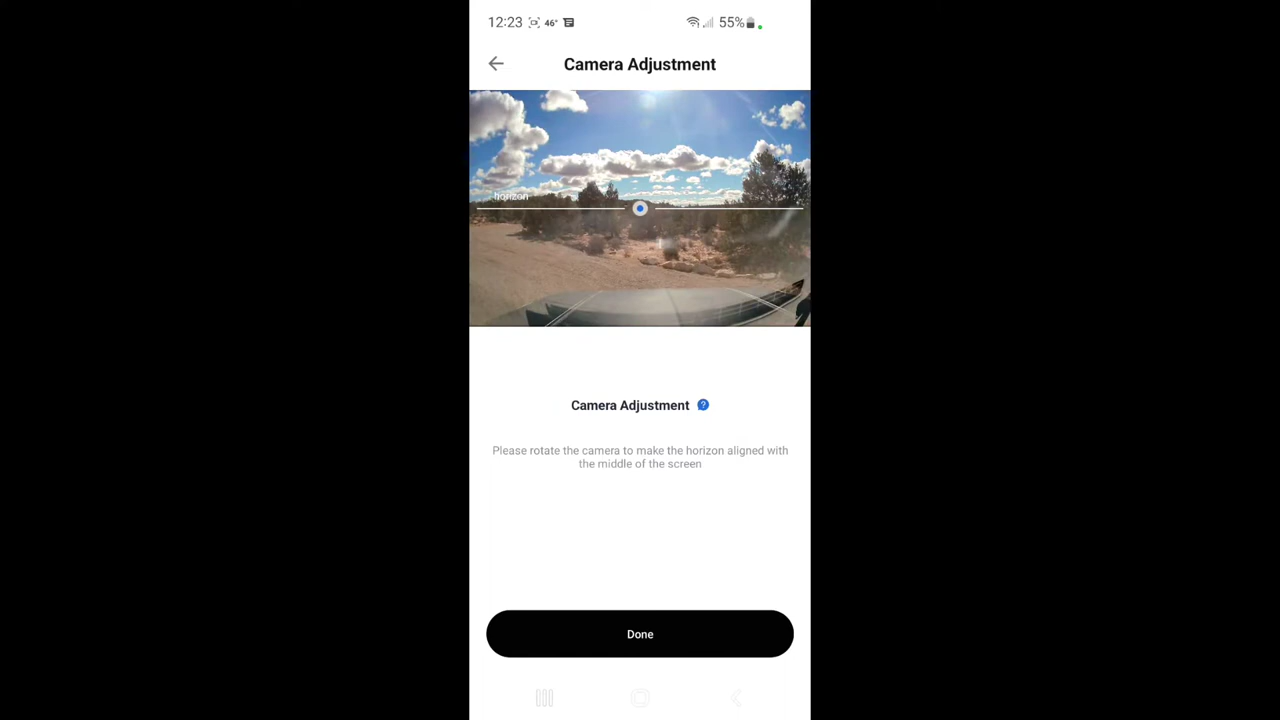 12:23 46° 55%
Camera Adjustment
horizon
Camera Adjustment ?
Please rotate the camera to make the horizon aligned with
the middle of the screen
Done